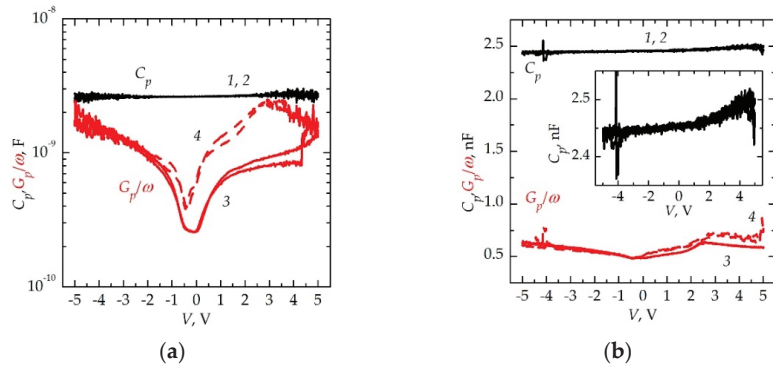 10⁻⁸
10⁻⁹
10⁻¹⁰
Cₚ,Gₚ/ω, F
Cₚ
1, 2
4
Gₚ/ω
3
-5 -4 -3 -2 -1 0 1 2 3 4 5
V, V
(a)
2.5
2.0
1.5
1.0
0.5
Cₚ,Gₚ/ω, nF
1, 2
Cₚ
2.5
2.4
Cₚ, nF
-4 -2 0 2 4
V, V
Gₚ/ω
4
3
-5 -4 -3 -2 -1 0 1 2 3 4 5
V, V
(b)